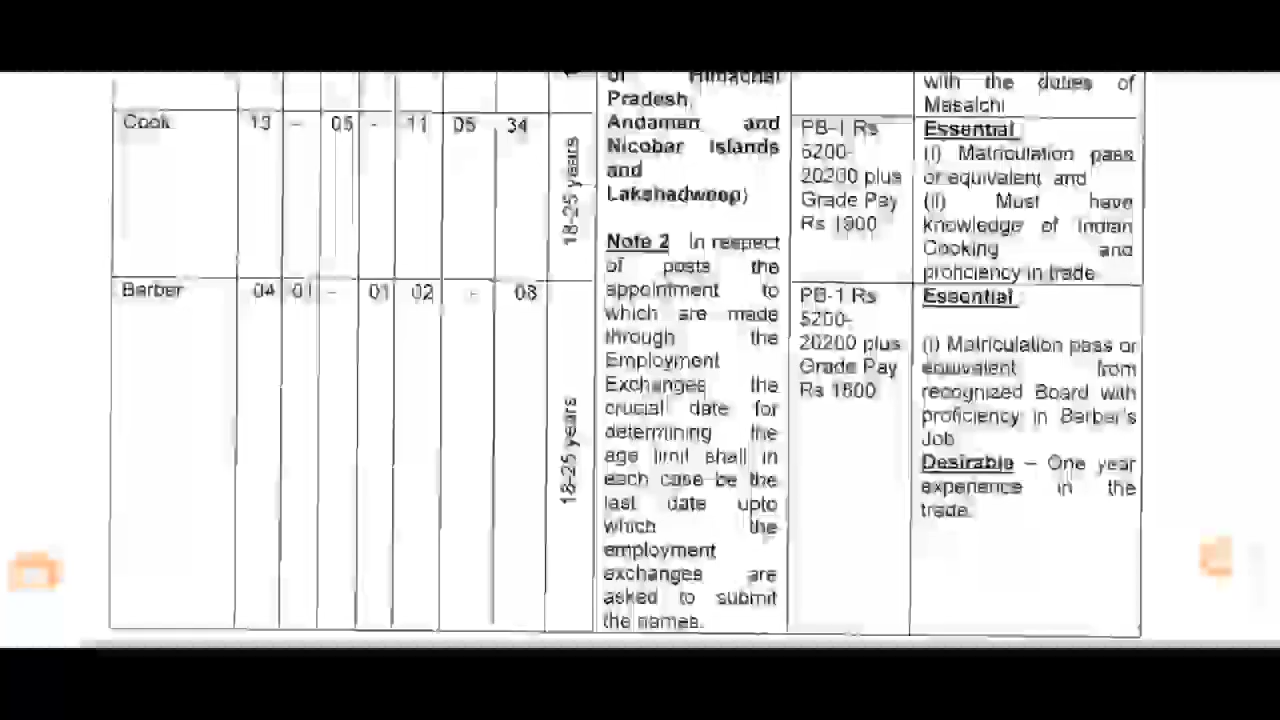 of Himachal
Pradesh,
Andaman and
Nicobar Islands
and
Lakshadweep)
Note 2 In respect
of posts the
appointment to
which are made
through the
Employment
Exchanges the
crucial date for
determining the
age limit shall in
each case be the
last date upto
which the
employment
exchanges are
asked to submit
the names.
with the duties of
Masalchi
Cook 13 - 05 - 11 05 34
18-25 years
PB-I Rs
5200-
20200 plus
Grade Pay
Rs 1900
Essential
(i) Matriculation pass
or equivalent and
(ii) Must have
knowledge of Indian
Cooking and
proficiency in trade
Barber 04 01 - 01 02 - 08
18-25 years
PB-1 Rs
5200-
20200 plus
Grade Pay
Rs 1800
Essential
(i) Matriculation pass or
equivalent from
recognized Board with
proficiency in Barber's
Job
Desirable – One year
experience in the
trade.